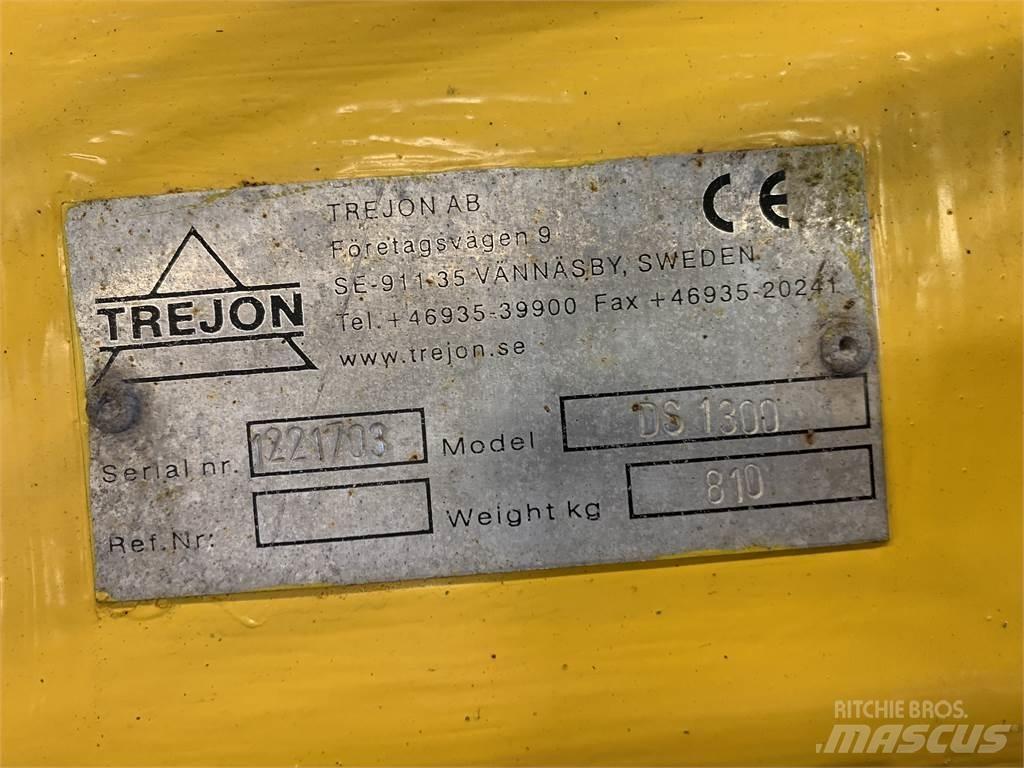 TREJON AB
Företagsvägen 9
SE-911 35 VÄNNÄSBY, SWEDEN
Tel. +46935-39900 Fax +46935-20241
www.trejon.se
TREJON
CE
Serial nr. 1221703 Model DS 1300
Ref.Nr: Weight kg 810
RITCHIE BROS.
MASCUS